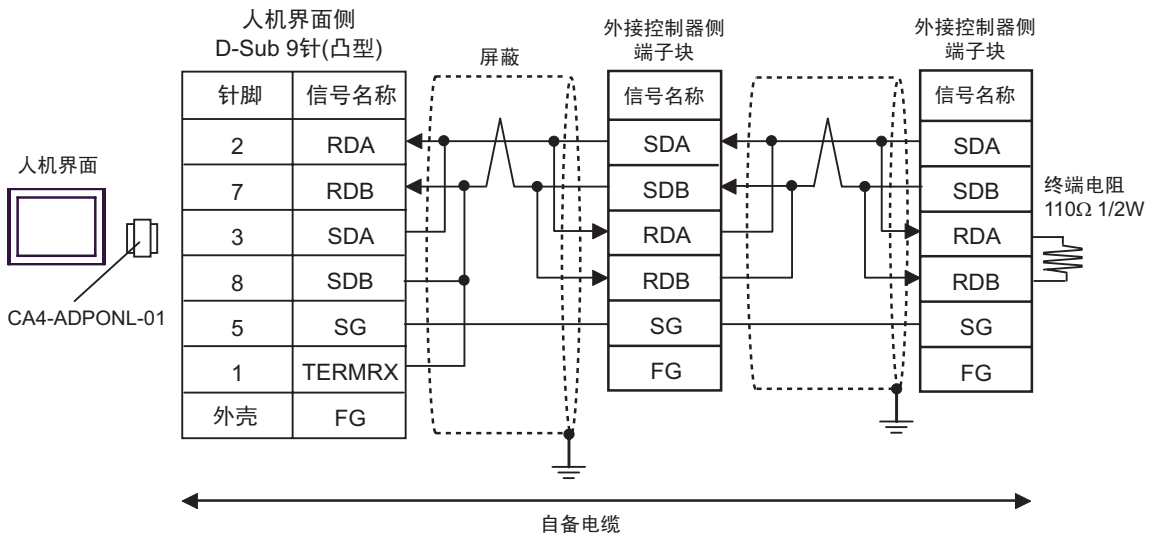 人机界面侧
D-Sub 9针(凸型)
屏蔽
外接控制器侧
端子块
外接控制器侧
端子块
针脚 信号名称
信号名称
信号名称
2 RDA
SDA
SDA
人机界面
7 RDB
SDB
SDB
终端电阻
110Ω 1/2W
3 SDA
RDA
RDA
8 SDB
RDB
RDB
CA4-ADPONL-01
5 SG
SG
SG
1 TERMRX
FG
FG
外壳 FG
自备电缆